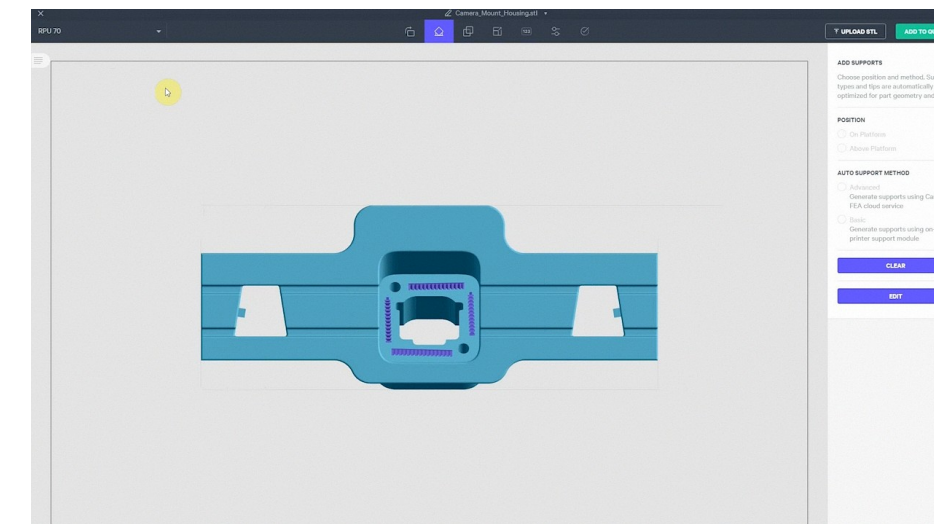 Camera_Mount_Housing.stl
RPU 70
123
UPLOAD STL
ADD TO
ADD SUPPORTS
Choose position and method. Su
types and tips are automatically
optimized for part geometry and
POSITION
On Platform
Above Platform
AUTO SUPPORT METHOD
Advanced
Generate supports using Ca
FEA cloud service
Basic
Generate supports using on
printer support module
CLEAR
EDIT